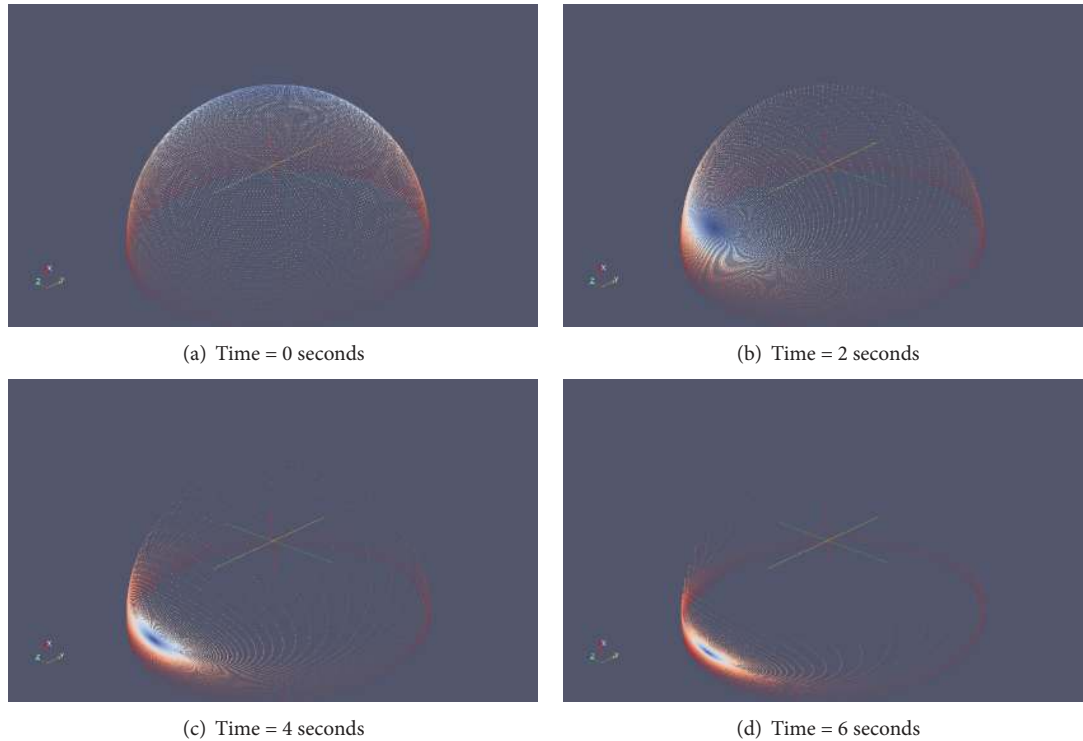 (a) Time = 0 seconds
(b) Time = 2 seconds
(c) Time = 4 seconds
(d) Time = 6 seconds
X
Z
Y
X
Z
Y
X
Z
Y
X
Z
Y